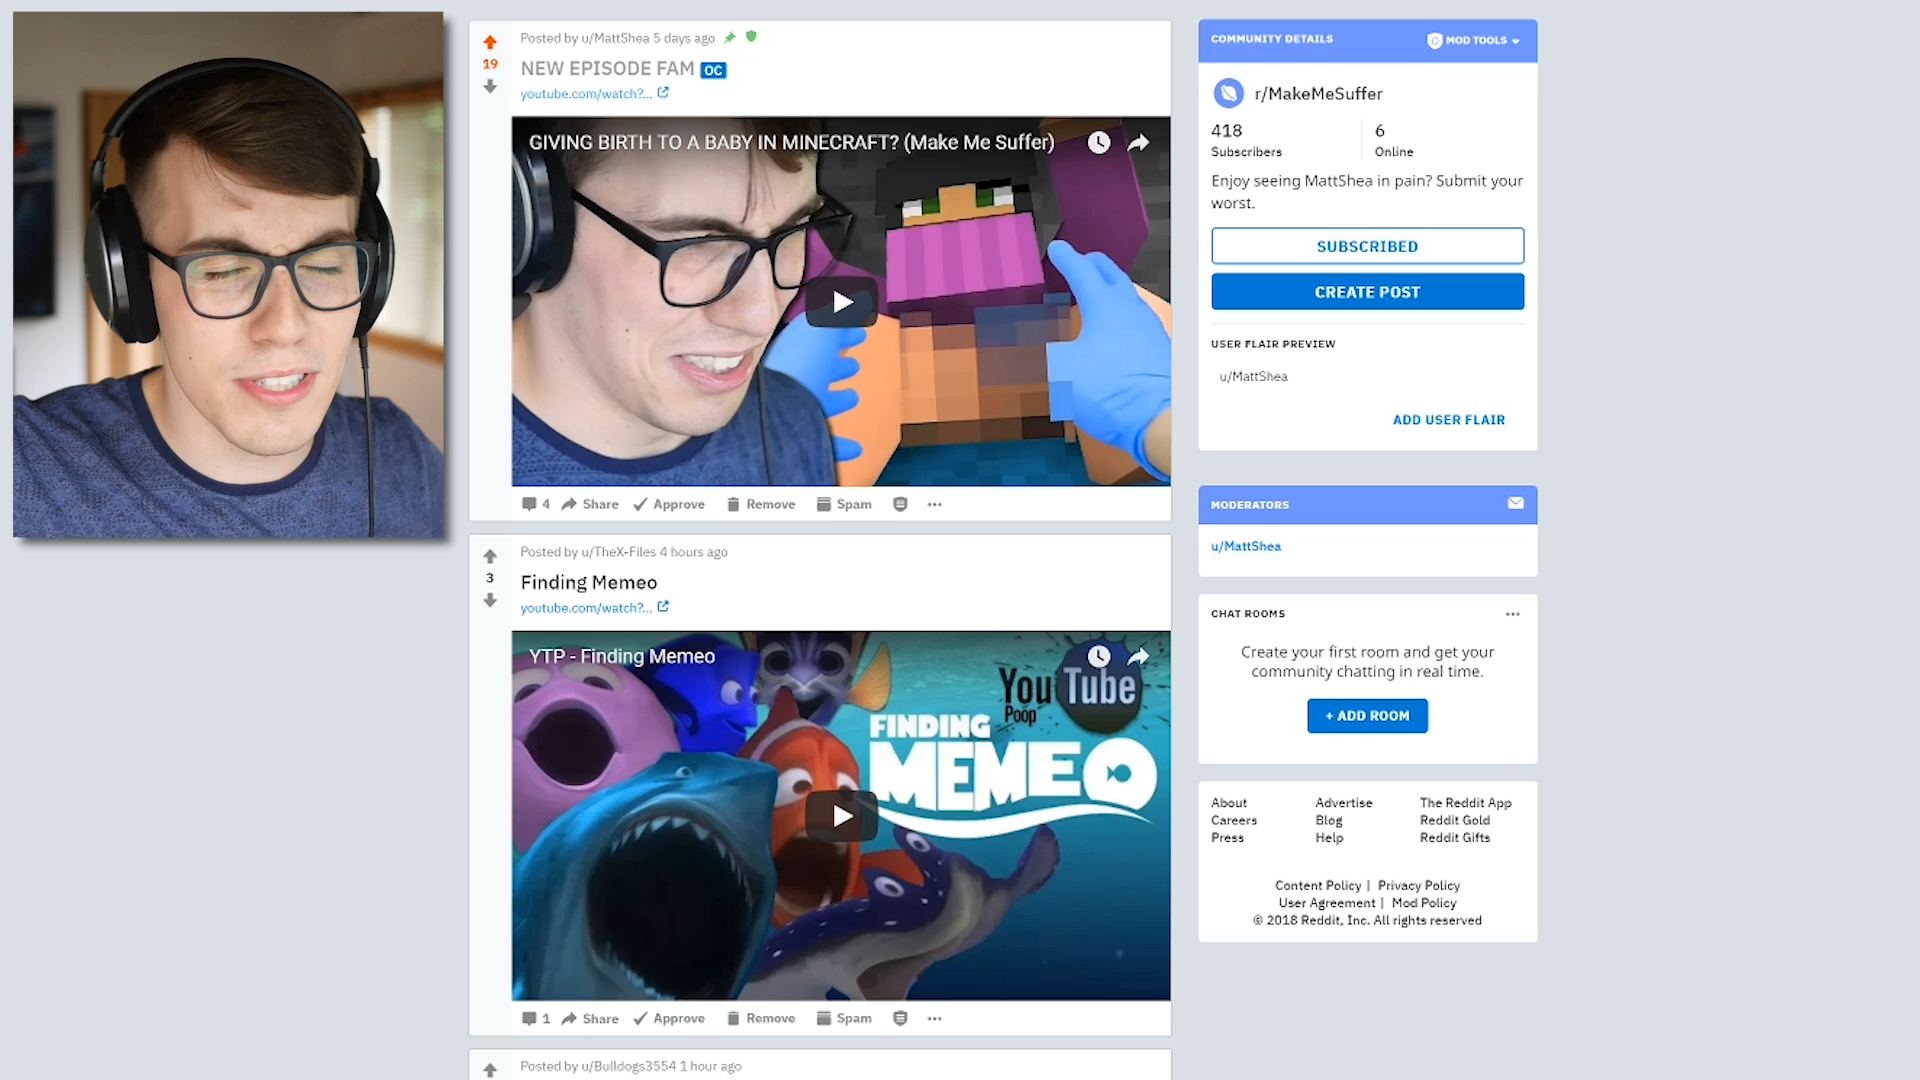 Posted by u/MattShea 5 days ago
19
NEW EPISODE FAM OC
youtube.com/watch?...
GIVING BIRTH TO A BABY IN MINECRAFT? (Make Me Suffer)
4 Share Approve Remove Spam
Posted by u/TheX-Files 4 hours ago
3
Finding Memeo
youtube.com/watch?...
YTP - Finding Memeo
You Tube
Poop
FINDING
MEMEO
1 Share Approve Remove Spam
Posted by u/Bulldogs3554 1 hour ago
COMMUNITY DETAILS
MOD TOOLS
r/MakeMeSuffer
418
Subscribers
6
Online
Enjoy seeing MattShea in pain? Submit your
worst.
SUBSCRIBED
CREATE POST
USER FLAIR PREVIEW
u/MattShea
ADD USER FLAIR
MODERATORS
u/MattShea
CHAT ROOMS
Create your first room and get your
community chatting in real time.
+ ADD ROOM
About Advertise The Reddit App
Careers Blog Reddit Gold
Press Help Reddit Gifts
Content Policy | Privacy Policy
User Agreement | Mod Policy
© 2018 Reddit, Inc. All rights reserved